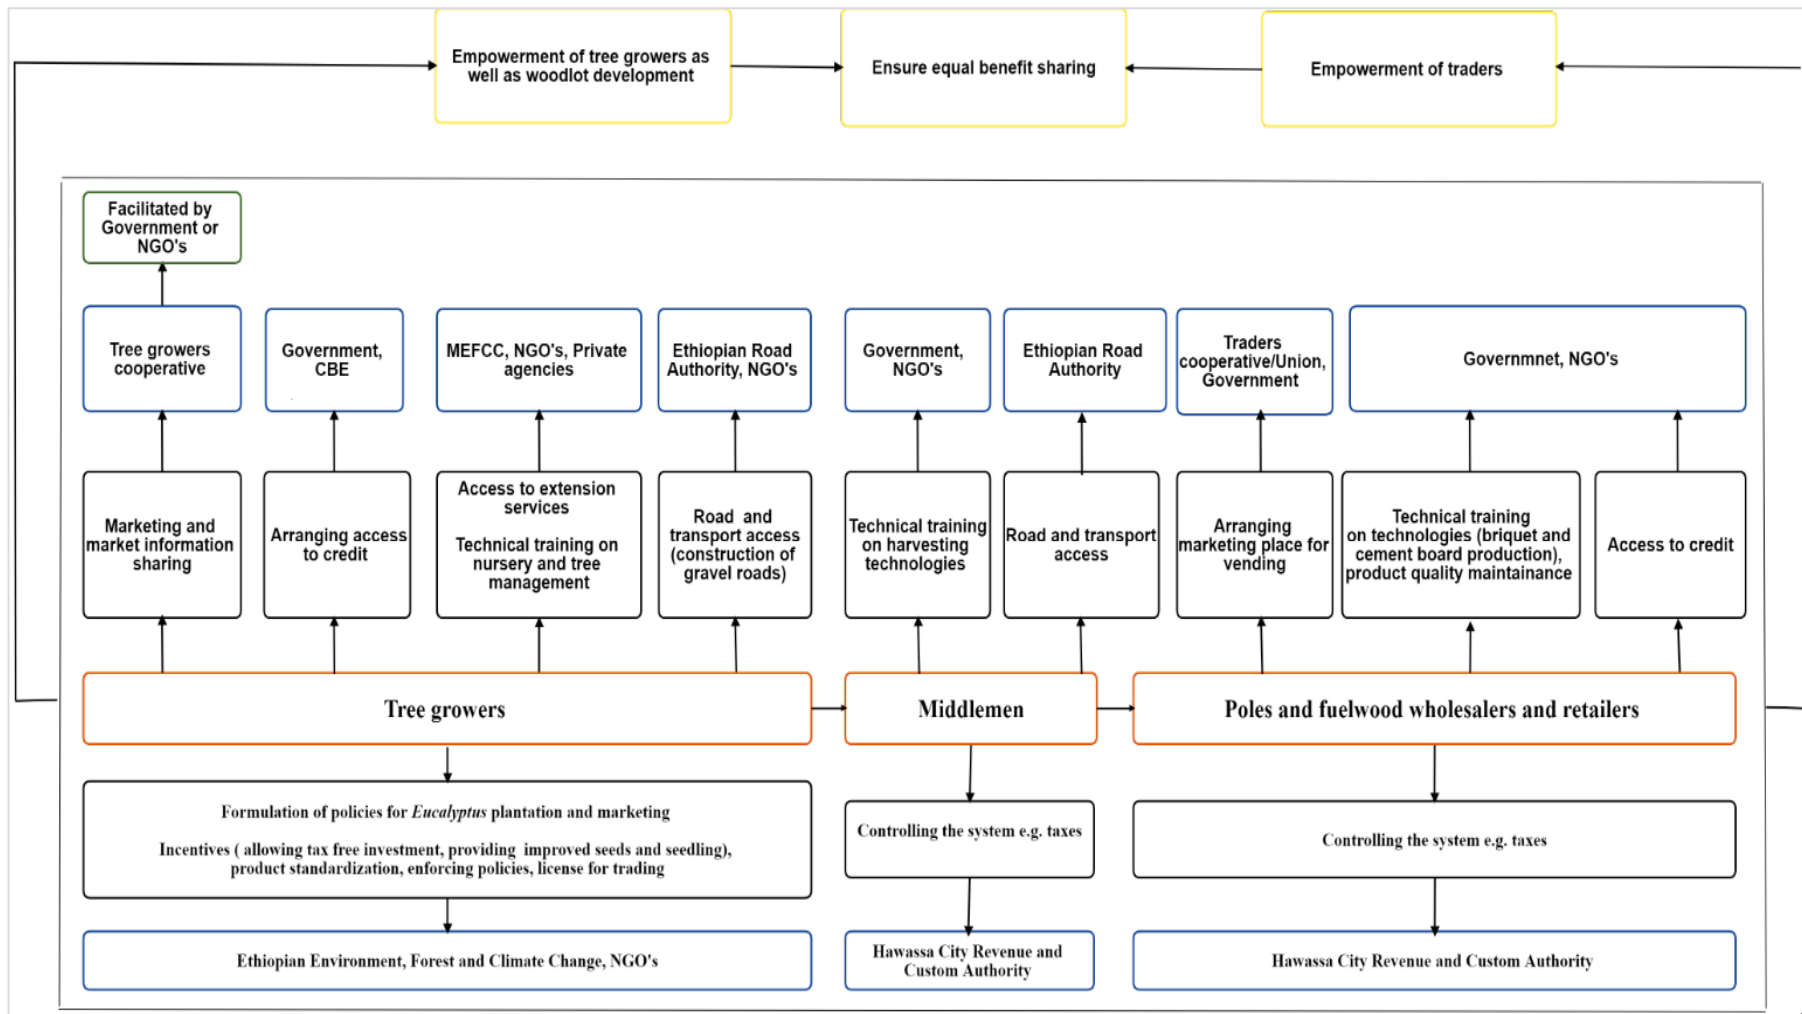 Empowerment of tree growers as
well as woodlot development
Ensure equal benefit sharing
Empowerment of traders
Facilitated by
Government or
NGO's
Tree growers
cooperative
Government,
CBE
MEFCC, NGO's, Private
agencies
Ethiopian Road
Authority, NGO's
Government,
NGO's
Ethiopian Road
Authority
Traders
cooperative/Union,
Government
Governmnet, NGO's
Marketing and
market information
sharing
Arranging access
to credit
Access to extension
services
Technical training on
nursery and tree
management
Road and
transport access
(construction of
gravel roads)
Technical training
on harvesting
technologies
Road and transport
access
Arranging
marketing place for
vending
Technical training
on technologies (briquet and
cement board production),
product quality maintainance
Access to credit
Tree growers
Middlemen
Poles and fuelwood wholesalers and retailers
Formulation of policies for Eucalyptus plantation and marketing
Incentives ( allowing tax free investment, providing improved seeds and seedling),
product standardization, enforcing policies, license for trading
Controlling the system e.g. taxes
Controlling the system e.g. taxes
Ethiopian Environment, Forest and Climate Change, NGO's
Hawassa City Revenue and
Custom Authority
Hawassa City Revenue and Custom Authority